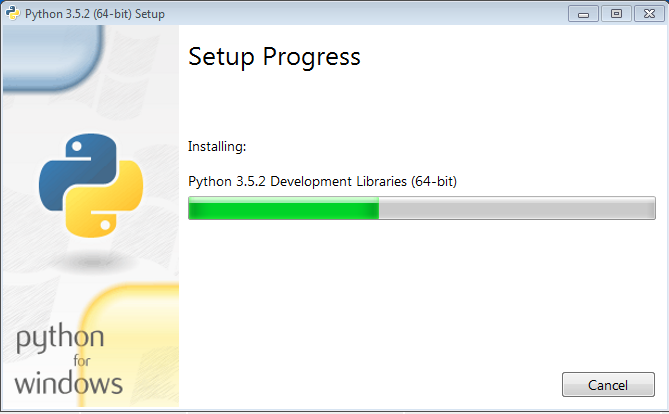 Python 3.5.2 (64-bit) Setup
Setup Progress
Installing:
Python 3.5.2 Development Libraries (64-bit)
python
for
windows
Cancel